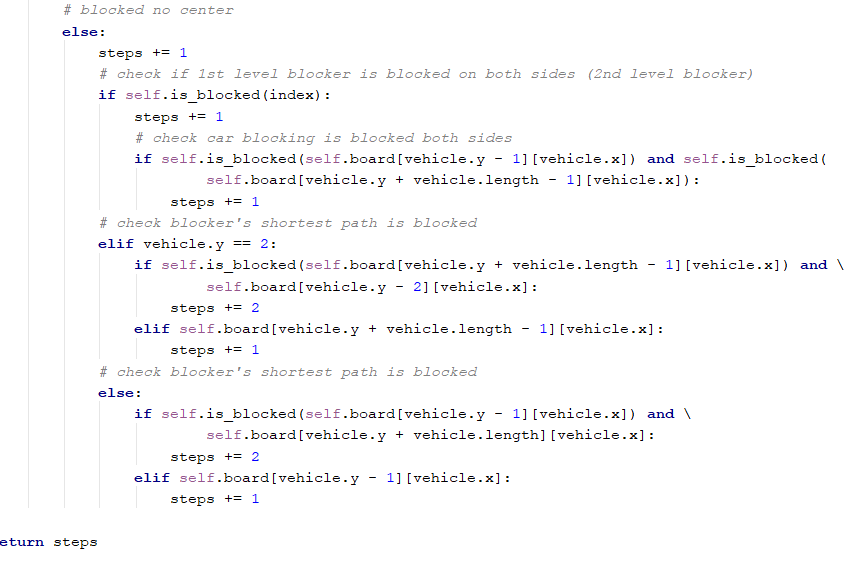 # blocked no center
else:
steps += 1
# check if 1st level blocker is blocked on both sides (2nd level blocker)
if self.is_blocked(index):
steps += 1
# check car blocking is blocked both sides
if self.is_blocked(self.board[vehicle.y - 1][vehicle.x]) and self.is_blocked(
self.board[vehicle.y + vehicle.length - 1][vehicle.x]):
steps += 1
# check blocker's shortest path is blocked
elif vehicle.y == 2:
if self.is_blocked(self.board[vehicle.y + vehicle.length - 1][vehicle.x]) and \
self.board[vehicle.y - 2][vehicle.x]:
steps += 2
elif self.board[vehicle.y + vehicle.length - 1][vehicle.x]:
steps += 1
# check blocker's shortest path is blocked
else:
if self.is_blocked(self.board[vehicle.y - 1][vehicle.x]) and \
self.board[vehicle.y + vehicle.length][vehicle.x]:
steps += 2
elif self.board[vehicle.y - 1][vehicle.x]:
steps += 1
eturn steps